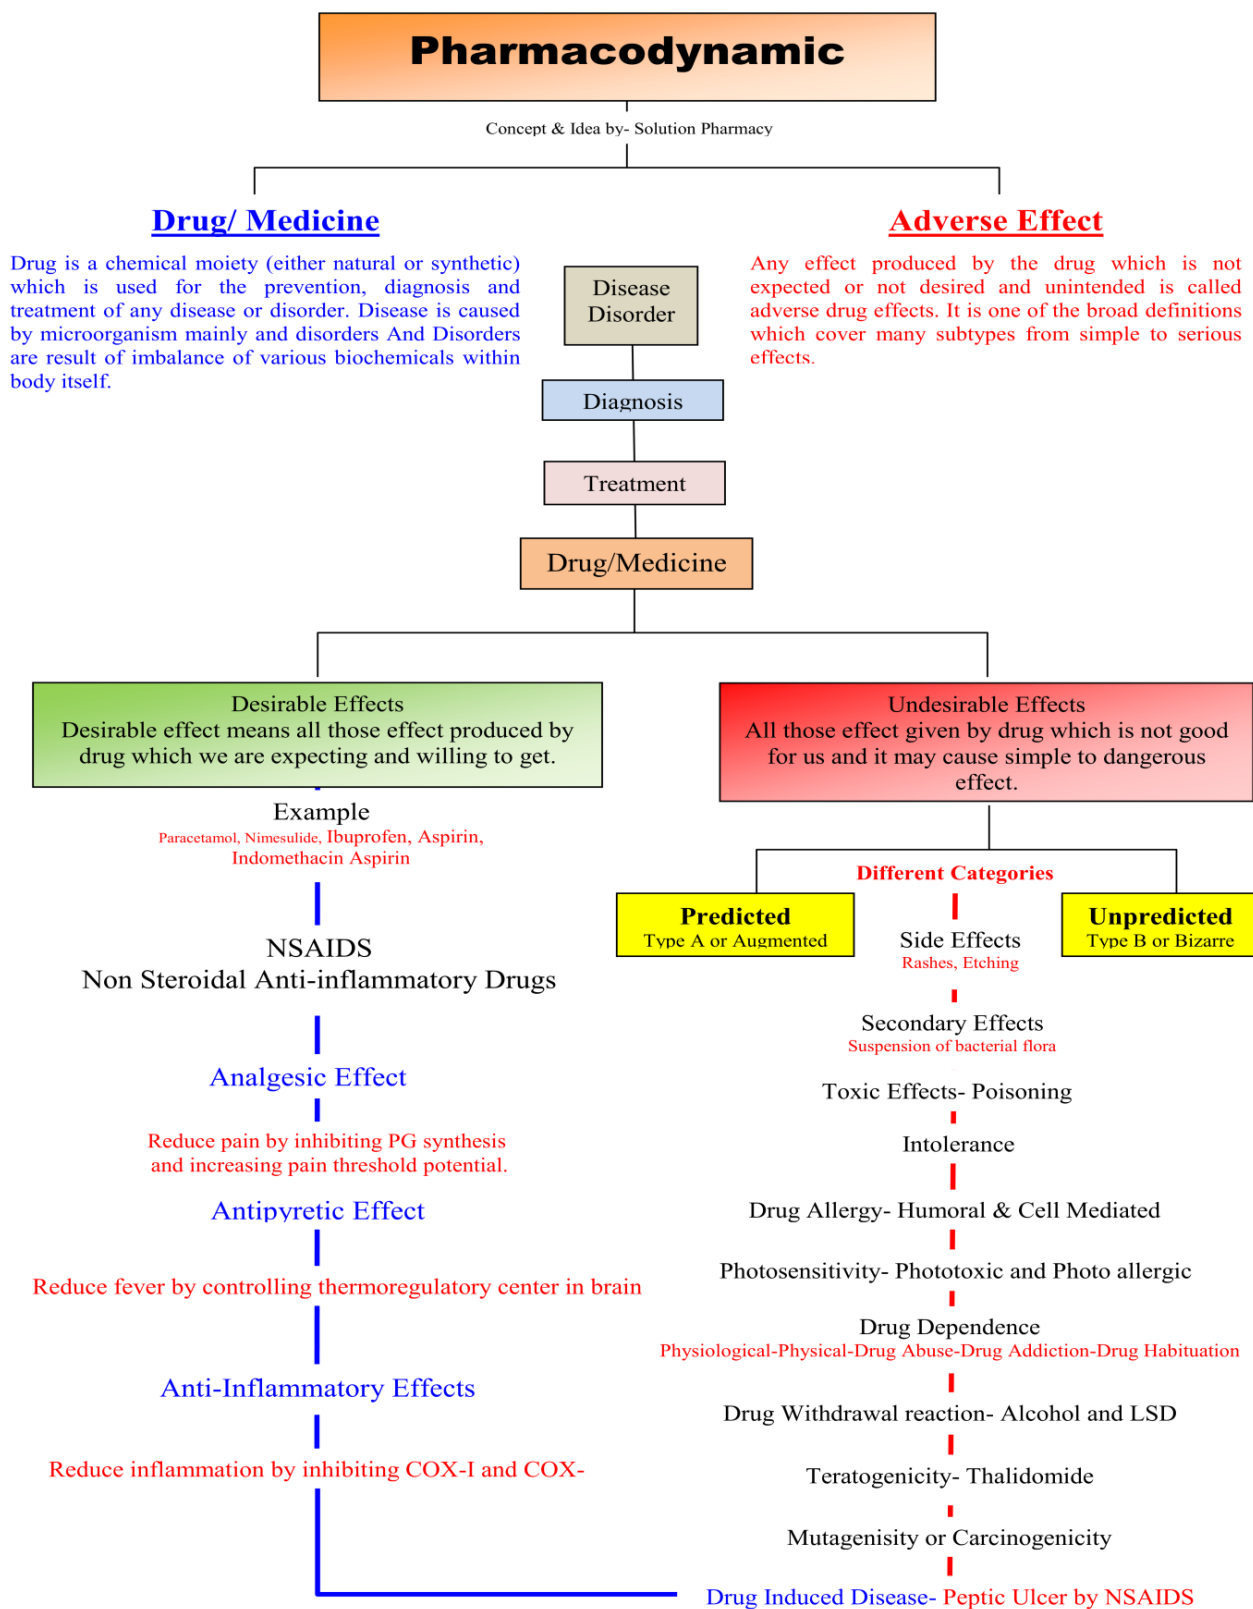 Pharmacodynamic
Concept & Idea by- Solution Pharmacy
Drug/ Medicine
Drug is a chemical moiety (either natural or synthetic)
which is used for the prevention, diagnosis and
treatment of any disease or disorder. Disease is caused
by microorganism mainly and disorders And Disorders
are result of imbalance of various biochemicals within
body itself.
Adverse Effect
Any effect produced by the drug which is not
expected or not desired and unintended is called
adverse drug effects. It is one of the broad definitions
which cover many subtypes from simple to serious
effects.
Disease
Disorder
Diagnosis
Treatment
Drug/Medicine
Desirable Effects
Desirable effect means all those effect produced by
drug which we are expecting and willing to get.
Example
Paracetamol, Nimesulide, Ibuprofen, Aspirin,
Indomethacin Aspirin
NSAIDS
Non Steroidal Anti-inflammatory Drugs
Analgesic Effect
Reduce pain by inhibiting PG synthesis
and increasing pain threshold potential.
Antipyretic Effect
Reduce fever by controlling thermoregulatory center in brain
Anti-Inflammatory Effects
Reduce inflammation by inhibiting COX-I and COX-
Undesirable Effects
All those effect given by drug which is not good
for us and it may cause simple to dangerous
effect.
Different Categories
Predicted
Type A or Augmented
Unpredicted
Type B or Bizarre
Side Effects
Rashes, Etching
Secondary Effects
Suspension of bacterial flora
Toxic Effects- Poisoning
Intolerance
Drug Allergy- Humoral & Cell Mediated
Photosensitivity- Phototoxic and Photo allergic
Drug Dependence
Physiological-Physical-Drug Abuse-Drug Addiction-Drug Habituation
Drug Withdrawal reaction- Alcohol and LSD
Teratogenicity- Thalidomide
Mutagenisity or Carcinogenicity
Drug Induced Disease- Peptic Ulcer by NSAIDS